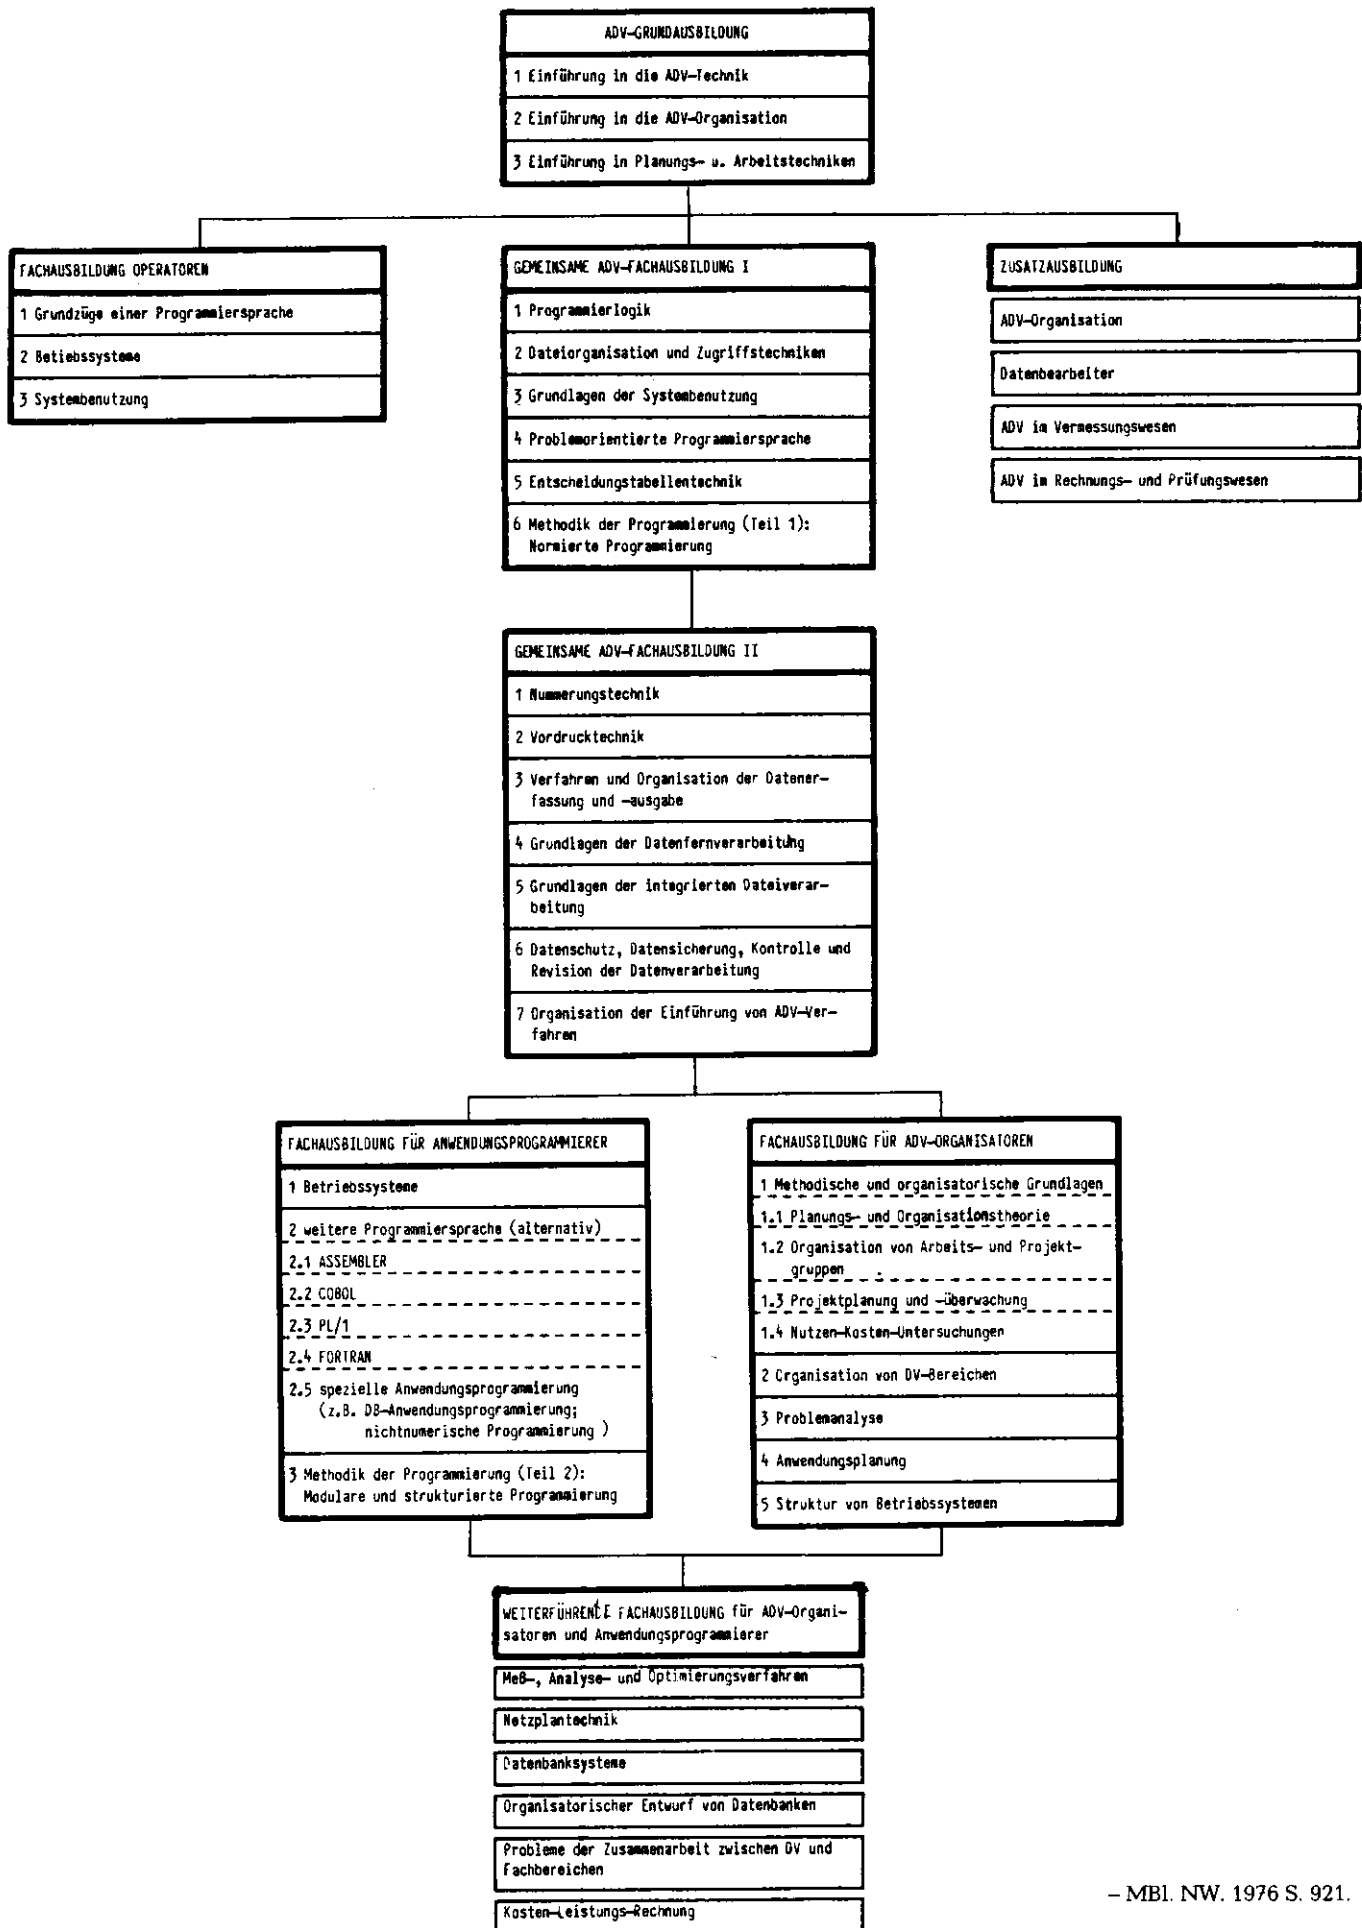 ADV-GRUNDAUSBILDUNG
1 Einführung in die ADV-Technik
2 Einführung in die ADV-Organisation
3 Einführung in Planungs- u. Arbeitstechniken
FACHAUSBILDUNG OPERATOREN
1 Grundzüge einer Programmiersprache
2 Betiebssysteme
3 Systembenutzung
GEMEINSAME ADV-FACHAUSBILDUNG I
1 Programmierlogik
2 Dateiorganisation und Zugriffstechniken
3 Grundlagen der Systembenutzung
4 Problemorientierte Programmiersprache
5 Entscheidungstabellentechnik
6 Methodik der Programmierung (Teil 1):
Normierte Programmierung
ZUSATZAUSBILDUNG
ADV-Organisation
Datenbearbeiter
ADV im Vermessungswesen
ADV im Rechnungs- und Prüfungswesen
GEMEINSAME ADV-FACHAUSBILDUNG II
1 Nummerungstechnik
2 Vordrucktechnik
3 Verfahren und Organisation der Datener-
fassung und -ausgabe
4 Grundlagen der Datenfernverarbeitung
5 Grundlagen der integrierten Dateiverar-
beitung
6 Datenschutz, Datensicherung, Kontrolle und
Revision der Datenverarbeitung
7 Organisation der Einführung von ADV-Ver-
fahren
FACHAUSBILDUNG FÜR ANWENDUNGSPROGRAMMIERER
1 Betriebssysteme
2 weitere Programmiersprache (alternativ)
2.1 ASSEMBLER
2.2 COBOL
2.3 PL/1
2.4 FORTRAN
2.5 spezielle Anwendungsprogrammierung
(z.B. DB-Anwendungsprogrammierung;
nichtnumerische Programmierung )
3 Methodik der Programmierung (Teil 2):
Modulare und strukturierte Programmierung
FACHAUSBILDUNG FÜR ADV-ORGANISATOREN
1 Methodische und organisatorische Grundlagen
1.1 Planungs- und Organisationstheorie
1.2 Organisation von Arbeits- und Projekt-
gruppen
1.3 Projektplanung und -überwachung
1.4 Nutzen-Kosten-Untersuchungen
2 Organisation von DV-Bereichen
3 Problemanalyse
4 Anwendungsplanung
5 Struktur von Betriebssystemen
WEITERFÜHRENDE FACHAUSBILDUNG für ADV-Organi-
satoren und Anwendungsprogrammierer
Meß-, Analyse- und Optimierungsverfahren
Netzplantechnik
Datenbanksysteme
Organisatorischer Entwurf von Datenbanken
Probleme der Zusammenarbeit zwischen DV und
Fachbereichen
Kosten-Leistungs-Rechnung
– MBl. NW. 1976 S. 921.